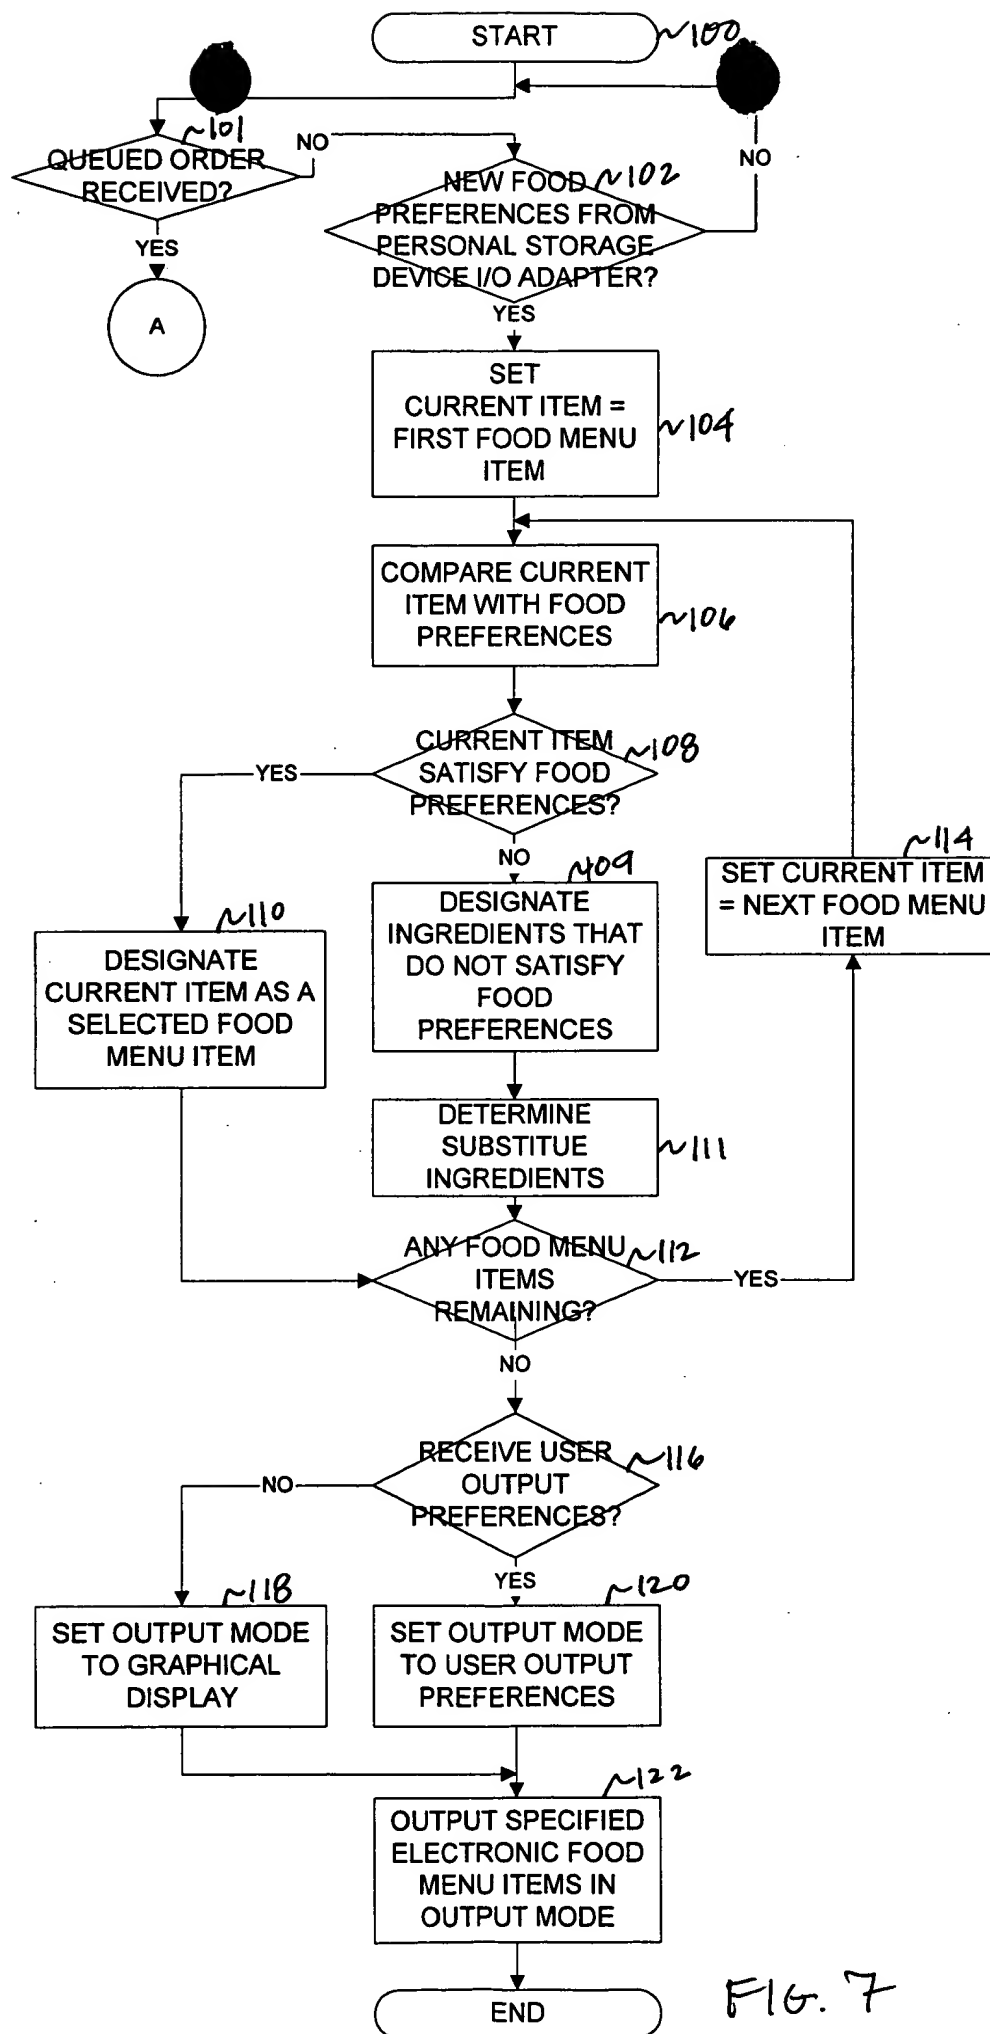 START
~100
~101
QUEUED ORDER
RECEIVED?
NO
YES
A
NEW FOOD ~102
PREFERENCES FROM
PERSONAL STORAGE
DEVICE I/O ADAPTER?
NO
YES
SET
CURRENT ITEM =
FIRST FOOD MENU
ITEM
~104
COMPARE CURRENT
ITEM WITH FOOD
PREFERENCES
~106
CURRENT ITEM
SATISFY FOOD
PREFERENCES?
~108
YES
NO
~109
DESIGNATE
INGREDIENTS THAT
DO NOT SATISFY
FOOD
PREFERENCES
~114
SET CURRENT ITEM
= NEXT FOOD MENU
ITEM
~110
DESIGNATE
CURRENT ITEM AS A
SELECTED FOOD
MENU ITEM
DETERMINE
SUBSTITUE
INGREDIENTS
~111
ANY FOOD MENU
ITEMS
REMAINING?
~112
YES
NO
RECEIVE USER
OUTPUT
PREFERENCES?
~116
NO
YES
~118
SET OUTPUT MODE
TO GRAPHICAL
DISPLAY
~120
SET OUTPUT MODE
TO USER OUTPUT
PREFERENCES
~122
OUTPUT SPECIFIED
ELECTRONIC FOOD
MENU ITEMS IN
OUTPUT MODE
END
FIG. 7